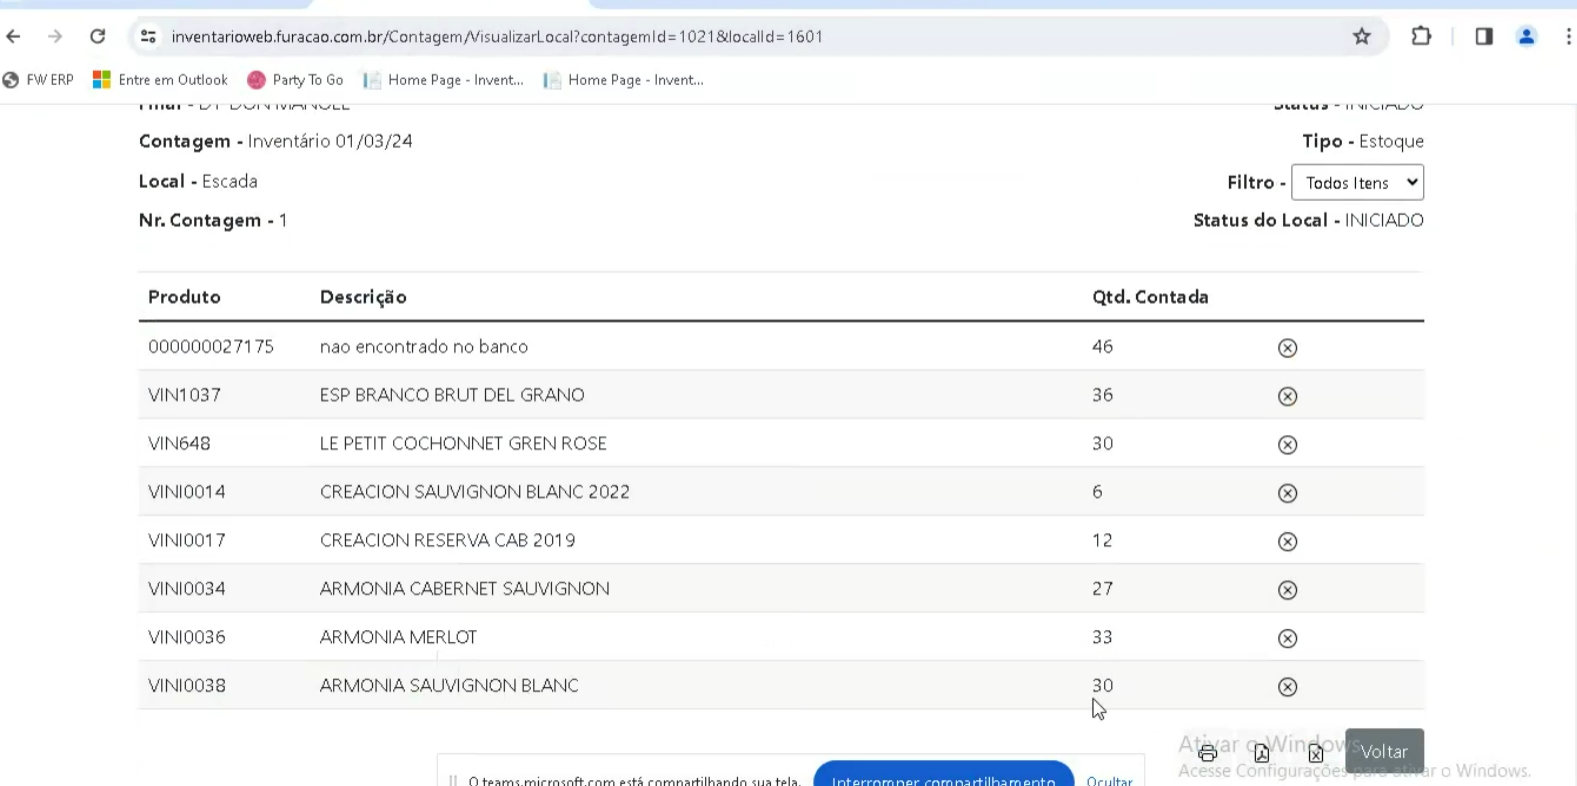 inventarioweb.furacao.com.br/Contagem/VisualizarLocal?contagemId=1021&localId=1601
FW ERP Entre em Outlook Party To Go Home Page - Invent... Home Page - Invent...
Filial - DT DON MANOEL Status - INICIADO
Contagem - Inventário 01/03/24 Tipo - Estoque
Local - Escada Filtro - Todos Itens
Nr. Contagem - 1 Status do Local - INICIADO
Produto Descrição Qtd. Contada
000000027175 nao encontrado no banco 46
VIN1037 ESP BRANCO BRUT DEL GRANO 36
VIN648 LE PETIT COCHONNET GREN ROSE 30
VINI0014 CREACION SAUVIGNON BLANC 2022 6
VINI0017 CREACION RESERVA CAB 2019 12
VINI0034 ARMONIA CABERNET SAUVIGNON 27
VINI0036 ARMONIA MERLOT 33
VINI0038 ARMONIA SAUVIGNON BLANC 30
Ativar o Windows
Voltar
Acesse Configurações para ativar o Windows.
O teams.microsoft.com está compartilhando sua tela. Interromper compartilhamento Ocultar